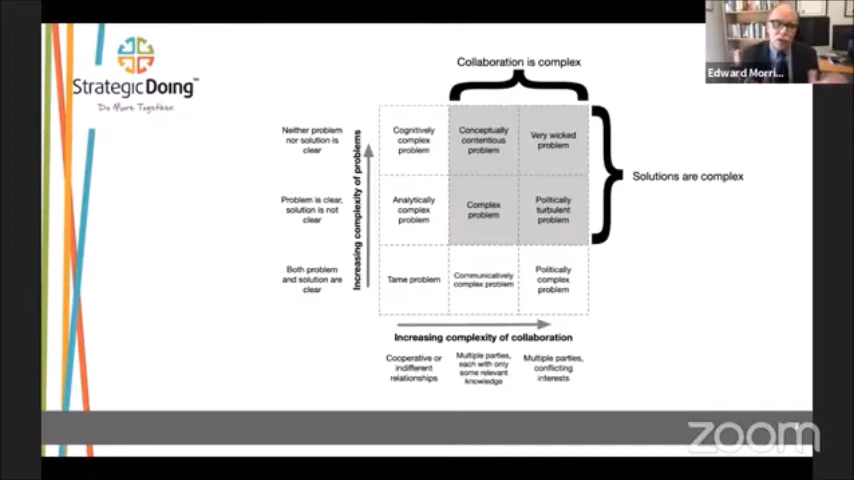 Edward Morri...
StrategicDoing™
Do More Together.
Collaboration is complex
Neither problem
nor solution is
clear
Cognitively
complex
problem
Conceptually
contentious
problem
Very wicked
problem
Solutions are complex
Increasing complexity of problems
Problem is clear,
solution is not
clear
Analytically
complex
problem
Complex
problem
Politically
turbulent
problem
Both problem
and solution are
clear
Tame problem
Communicatively
complex problem
Politically
complex
problem
Increasing complexity of collaboration
Cooperative or
indifferent
relationships
Multiple parties,
each with only
some relevant
knowledge
Multiple parties,
conflicting
interests
zoom